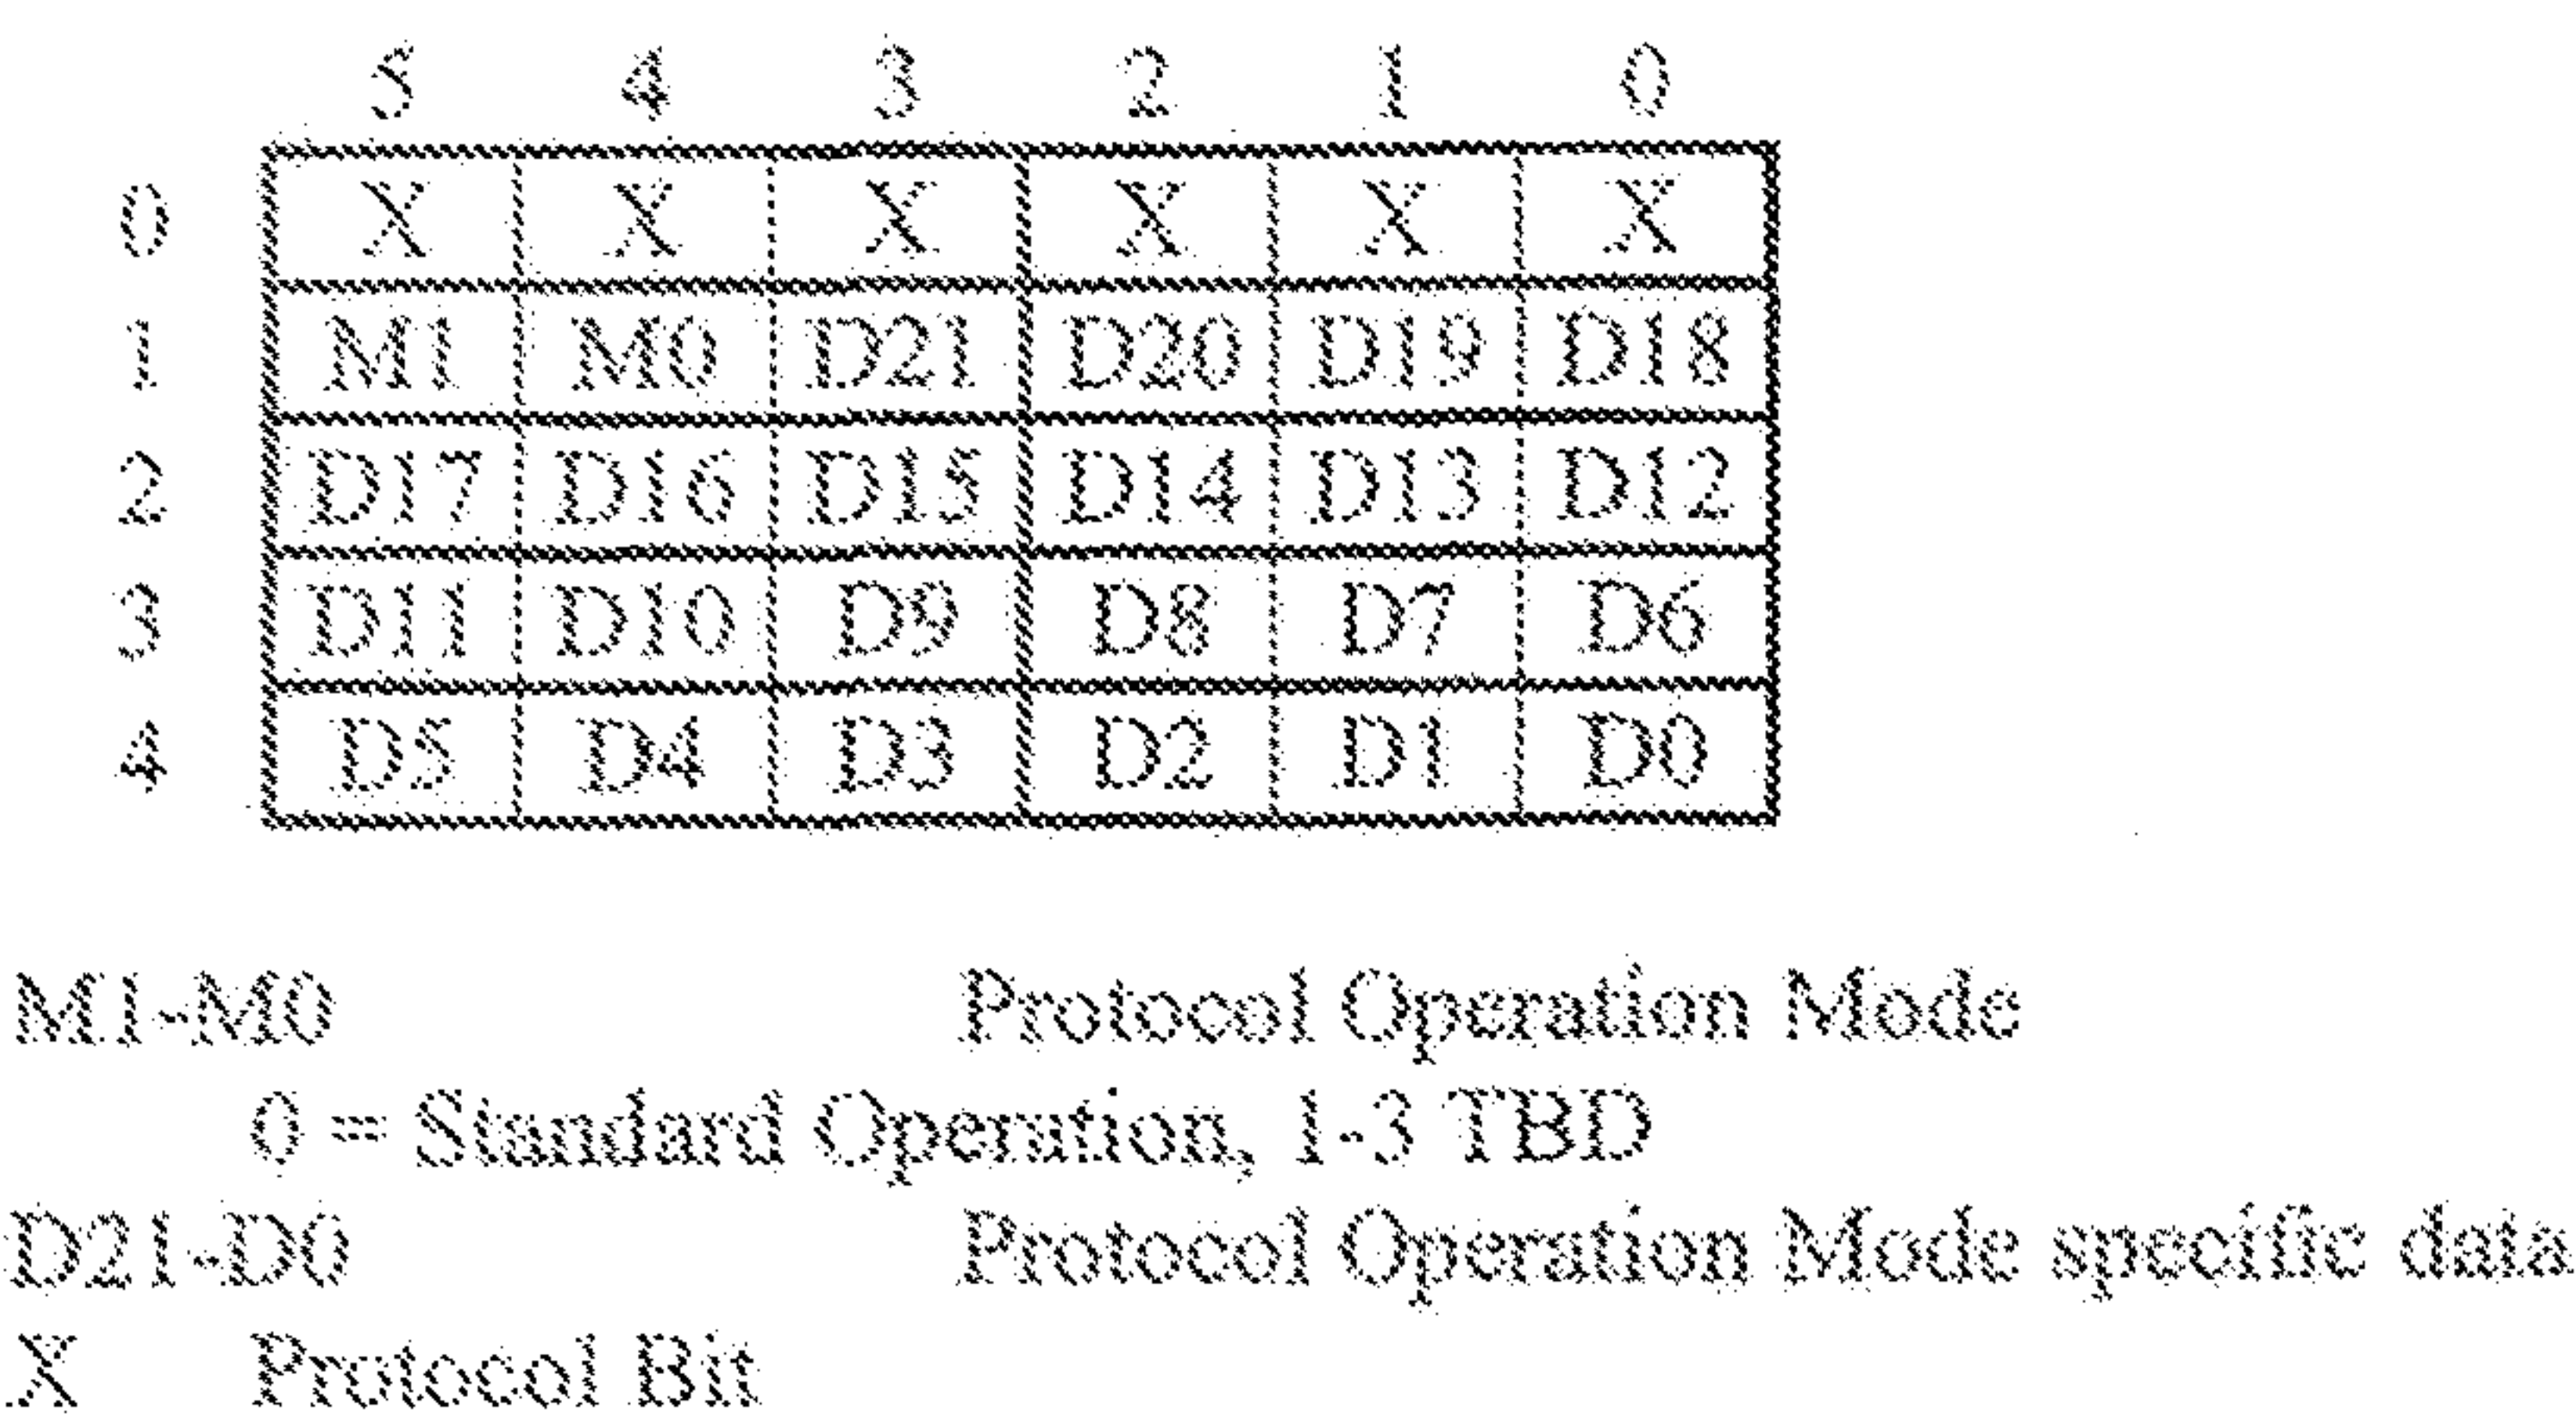 5 4 3 2 1 0
0 X X X X X X
1 M1 M0 D21 D20 D19 D18
2 D17 D16 D15 D14 D13 D12
3 D11 D10 D9 D8 D7 D6
4 D5 D4 D3 D2 D1 D0
M1-M0 Protocol Operation Mode
0 = Standard Operation, 1-3 TBD
D21-D0 Protocol Operation Mode specific data
X Protocol Bit